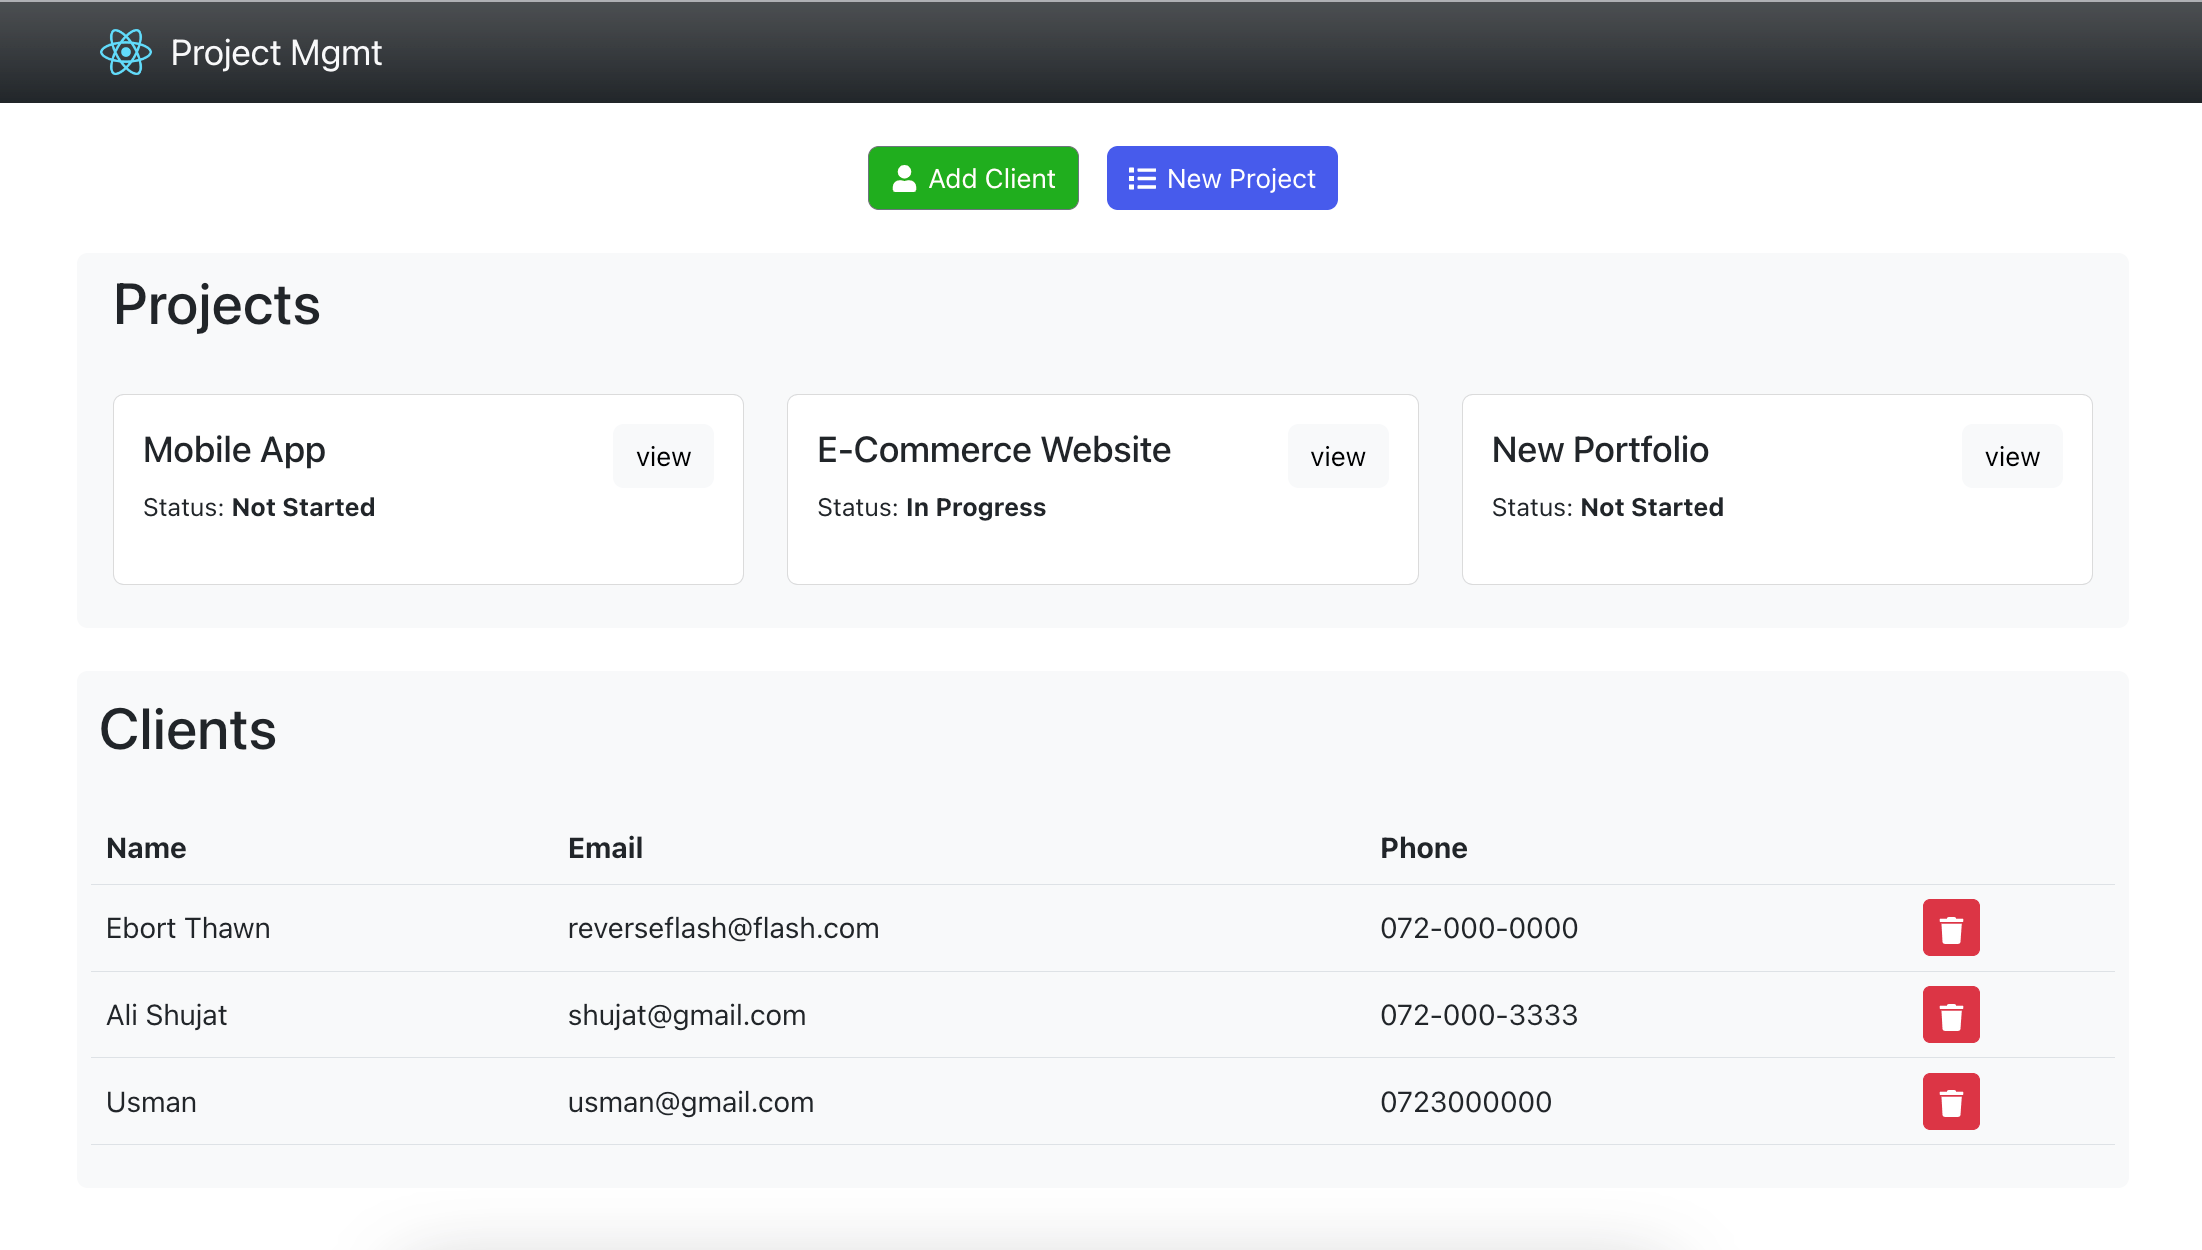 Project Mgmt
Add Client
New Project
Projects
Mobile App
view
Status: Not Started
E-Commerce Website
view
Status: In Progress
New Portfolio
view
Status: Not Started
Clients
Name Email Phone
Ebort Thawn reverseflash@flash.com 072-000-0000
Ali Shujat shujat@gmail.com 072-000-3333
Usman usman@gmail.com 0723000000